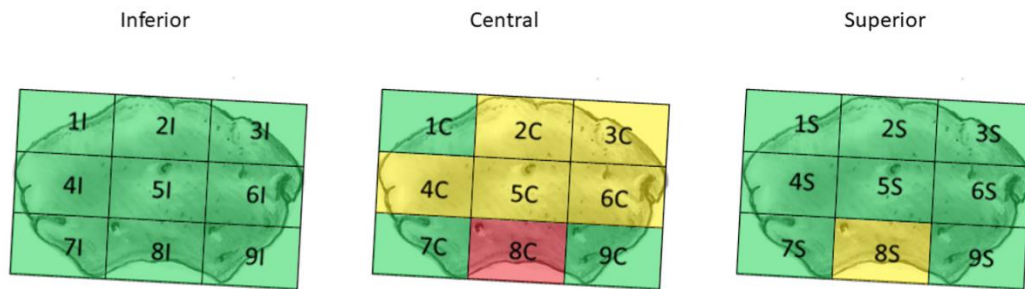 Inferior Central Superior
1I 2I 3I 1C 2C 3C 1S 2S 3S
4I 5I 6I 4C 5C 6C 4S 5S 6S
7I 8I 9I 7C 8C 9C 7S 8S 9S